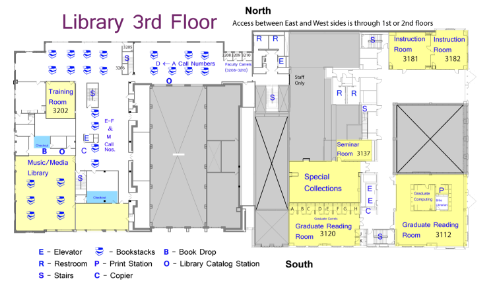 Library 3rd Floor
North
Access between East and West sides is through 1st or 2nd floors
D ← A Call Numbers
Faculty Carrels
Staff
Only
Instruction
Room
3181
Instruction
Room
3182
Training
Room
3202
E-F
&
M
Call
Nos.
Music/Media
Library
Seminar
Room 3137
Special
Collections
A B C D E F G H
Graduate Reading
Room 3120
Graduate
Computing
Graduate Reading
Room 3112
E - Elevator
Bookstacks
B - Book Drop
R - Restroom
P - Print Station
O - Library Catalog Station
S - Stairs
C - Copier
South